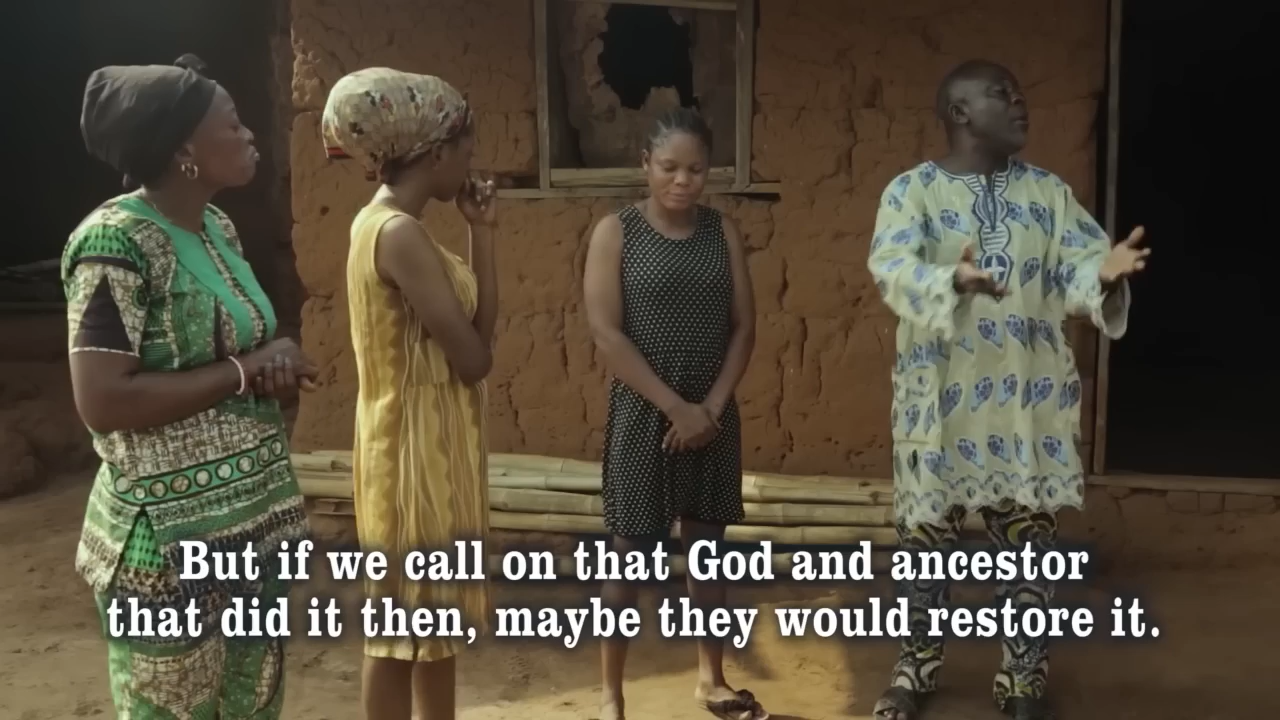 But if we call on that God and ancestor
that did it then, maybe they would restore it.